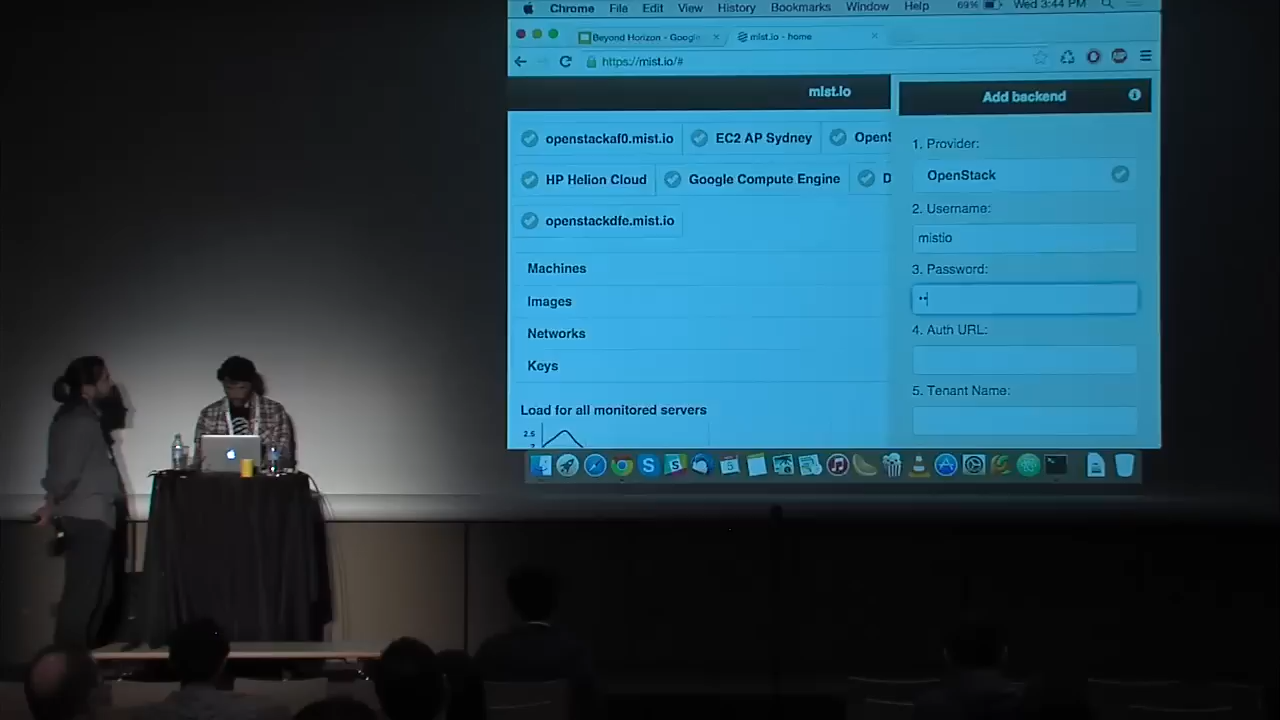 Chrome File Edit View History Bookmarks Window Help 69% Wed 3:44 PM
Beyond Horizon - Google mist.io - home
https://mist.io/#
mist.io
Add backend
openstackaf0.mist.io EC2 AP Sydney OpenS
HP Helion Cloud Google Compute Engine D
openstackdfe.mist.io
Machines
Images
Networks
Keys
Load for all monitored servers
2.5
1. Provider:
OpenStack
2. Username:
mistio
3. Password:
4. Auth URL:
5. Tenant Name: